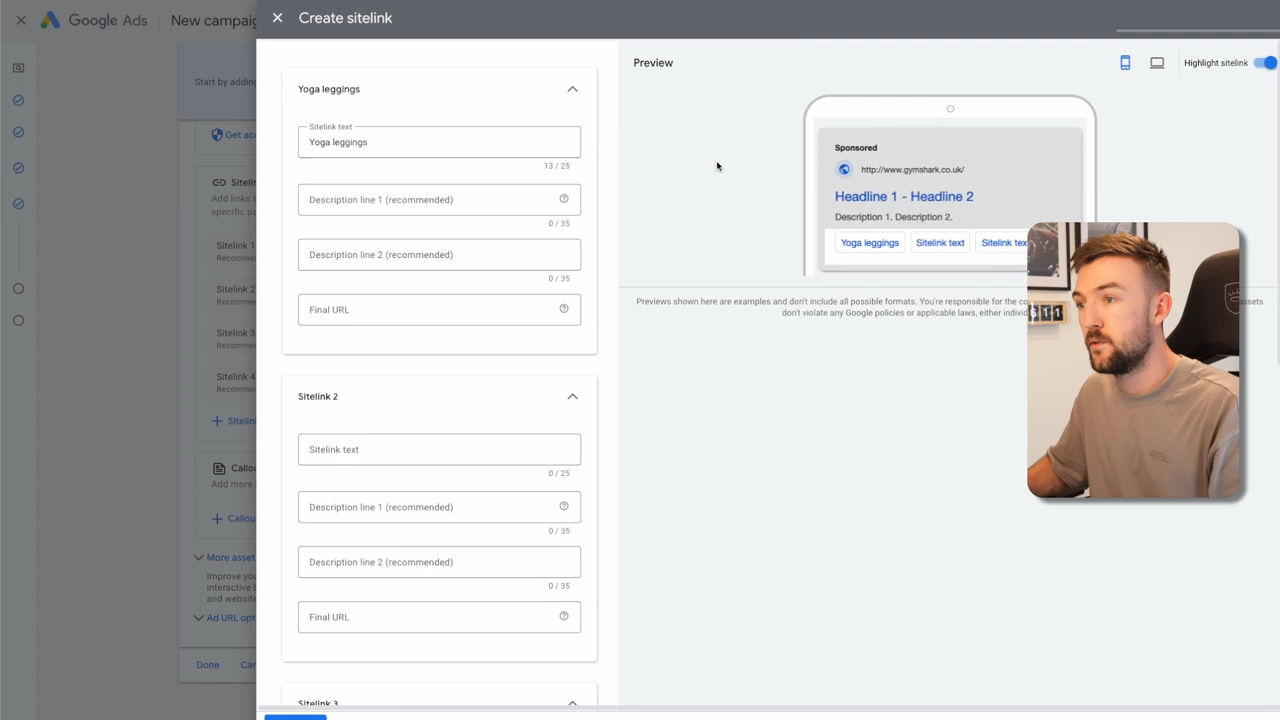 Google Ads
New campaig
Create sitelink
Start by adding
Get ac
Sitelin
Add links t
specific pa
Sitelink 1
Recomme
Sitelink 2
Recomme
Sitelink 3
Recomme
Sitelink 4
Recomme
Sitelink
Callou
Add more
Callou
More asset
Improve you
interactive b
and website
Ad URL opt
Done
Can
Yoga leggings
Sitelink text
Yoga leggings
13 / 25
Description line 1 (recommended)
0 / 35
Description line 2 (recommended)
0 / 35
Final URL
Sitelink 2
Sitelink text
0 / 25
Description line 1 (recommended)
0 / 35
Description line 2 (recommended)
0 / 35
Final URL
Sitelink 3
Preview
Highlight sitelink
Sponsored
http://www.gymshark.co.uk/
Headline 1 - Headline 2
Description 1. Description 2.
Yoga leggings
Sitelink text
Sitelink tex
Previews shown here are examples and don't include all possible formats. You're responsible for the co
assets
don't violate any Google policies or applicable laws, either individ